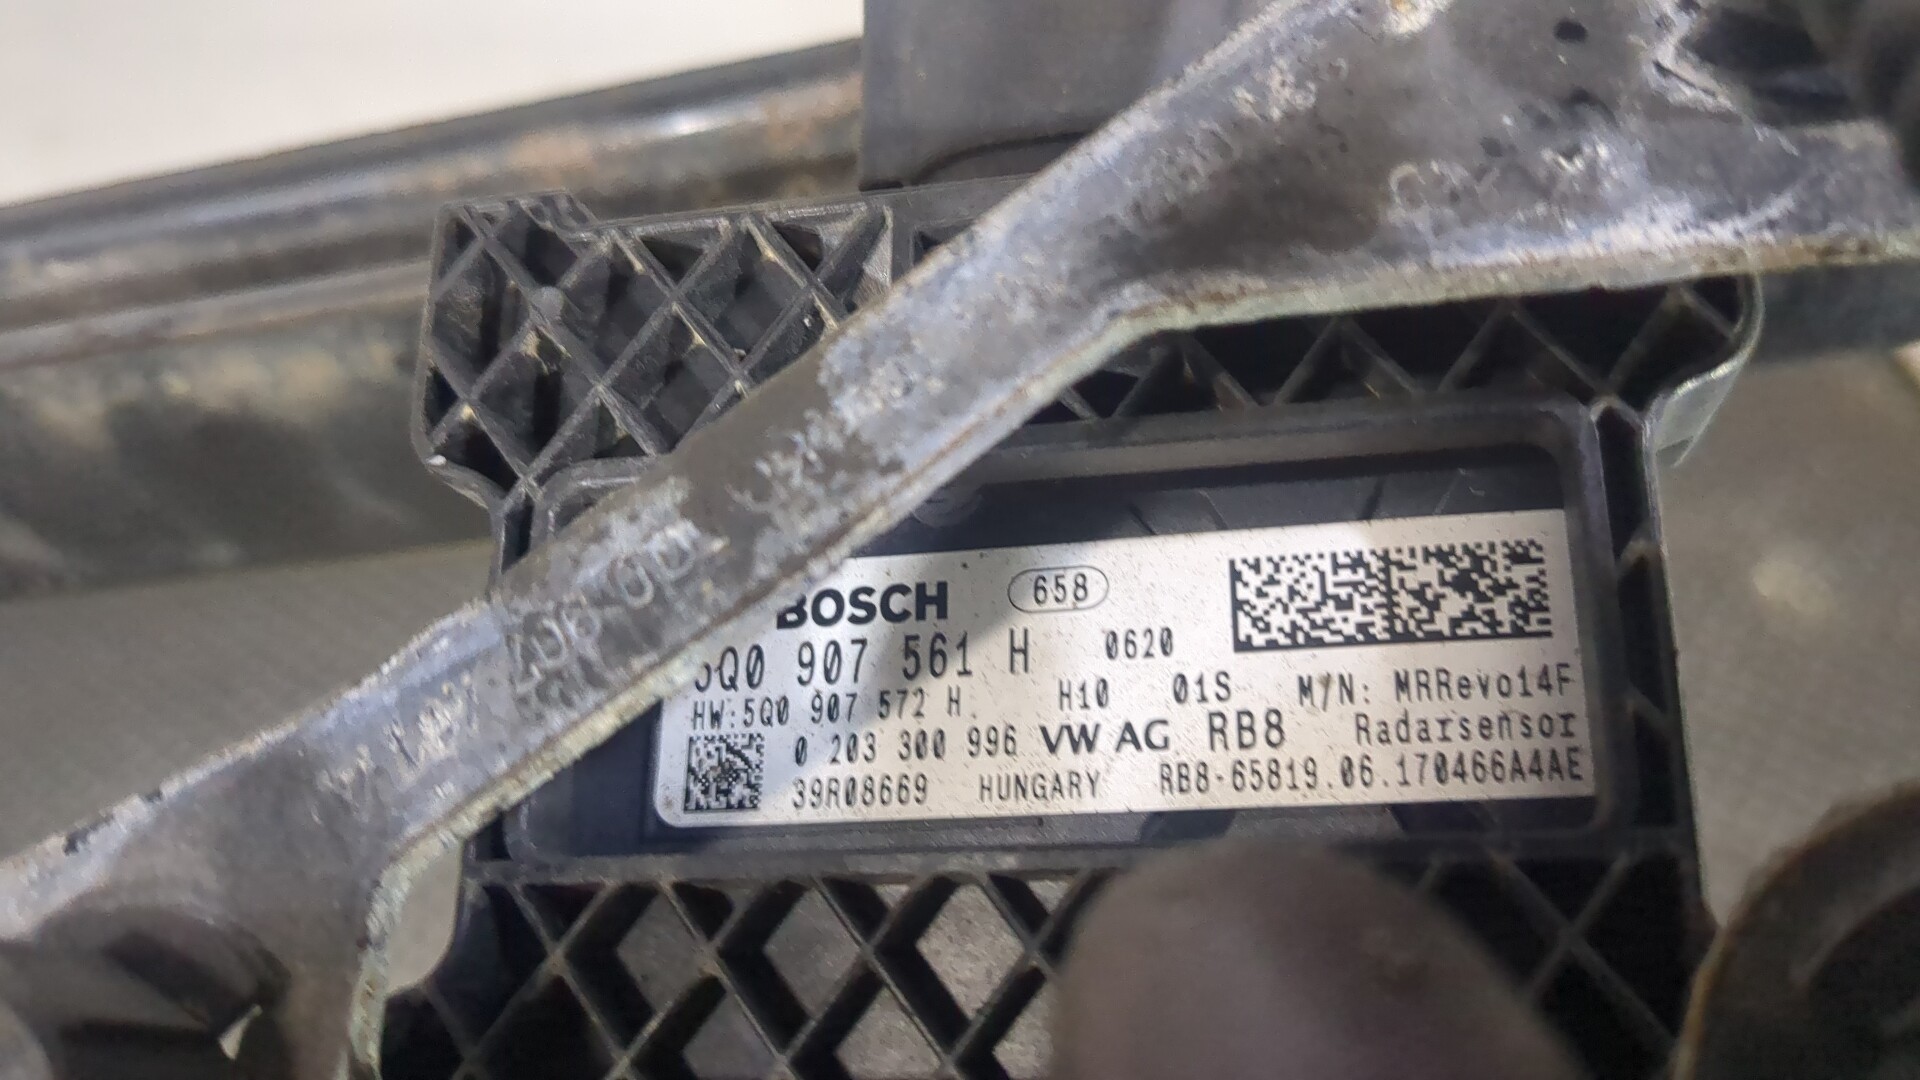 BOSCH 658
5Q0 907 561 H 0620
HW:5Q0 907 572 H H10 01S M/N: MRRevo14F
0 203 300 996 VW AG RB8 Radarsensor
39R08669 HUNGARY RB8-65819.06.170466A4AE